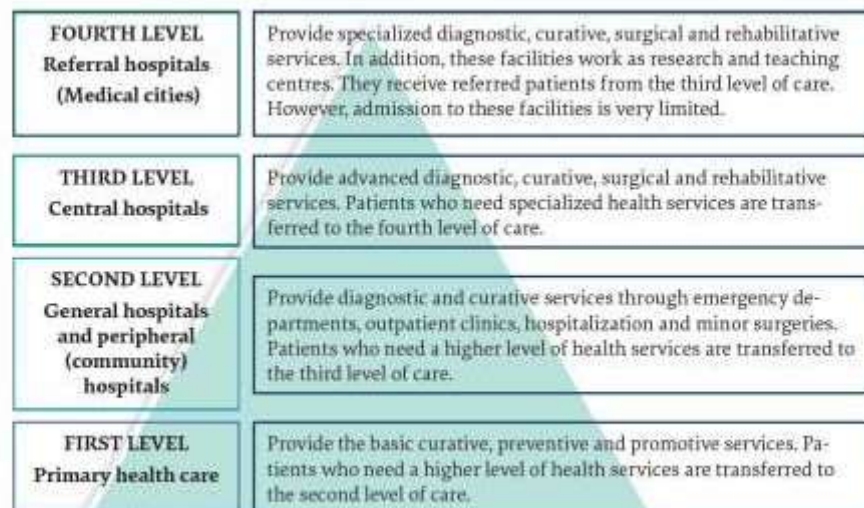 FOURTH LEVEL
Referral hospitals
(Medical cities)
Provide specialized diagnostic, curative, surgical and rehabilitative
services. In addition, these facilities work as research and teaching
centres. They receive referred patients from the third level of care.
However, admission to these facilities is very limited.
THIRD LEVEL
Central hospitals
Provide advanced diagnostic, curative, surgical and rehabilitative
services. Patients who need specialized health services are trans-
ferred to the fourth level of care.
SECOND LEVEL
General hospitals
and peripheral
(community)
hospitals
Provide diagnostic and curative services through emergency de-
partments, outpatient clinics, hospitalization and minor surgeries.
Patients who need a higher level of health services are transferred to
the third level of care.
FIRST LEVEL
Primary health care
Provide the basic curative, preventive and promotive services. Pa-
tients who need a higher level of health services are transferred to
the second level of care.